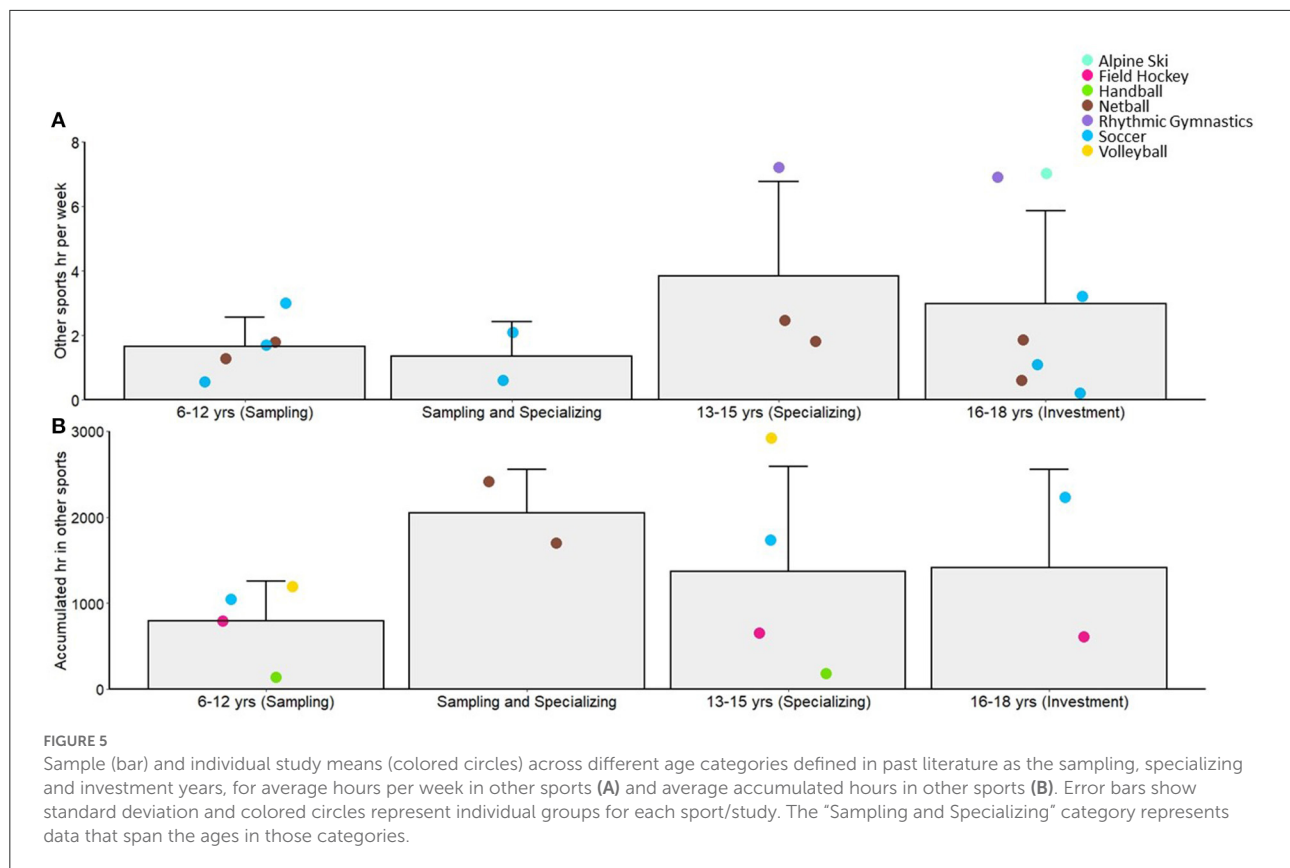 Alpine Ski
Field Hockey
Handball
Netball
Rhythmic Gymnastics
Soccer
Volleyball
A
Other sports hr per week
8
6
4
2
0
6-12 yrs (Sampling)
Sampling and Specializing
13-15 yrs (Specializing)
16-18 yrs (Investment)
B
Accumulated hr in other sports
3000
2000
1000
0
6-12 yrs (Sampling)
Sampling and Specializing
13-15 yrs (Specializing)
16-18 yrs (Investment)
FIGURE 5
Sample (bar) and individual study means (colored circles) across different age categories defined in past literature as the sampling, specializing
and investment years, for average hours per week in other sports (A) and average accumulated hours in other sports (B). Error bars show
standard deviation and colored circles represent individual groups for each sport/study. The “Sampling and Specializing” category represents
data that span the ages in those categories.